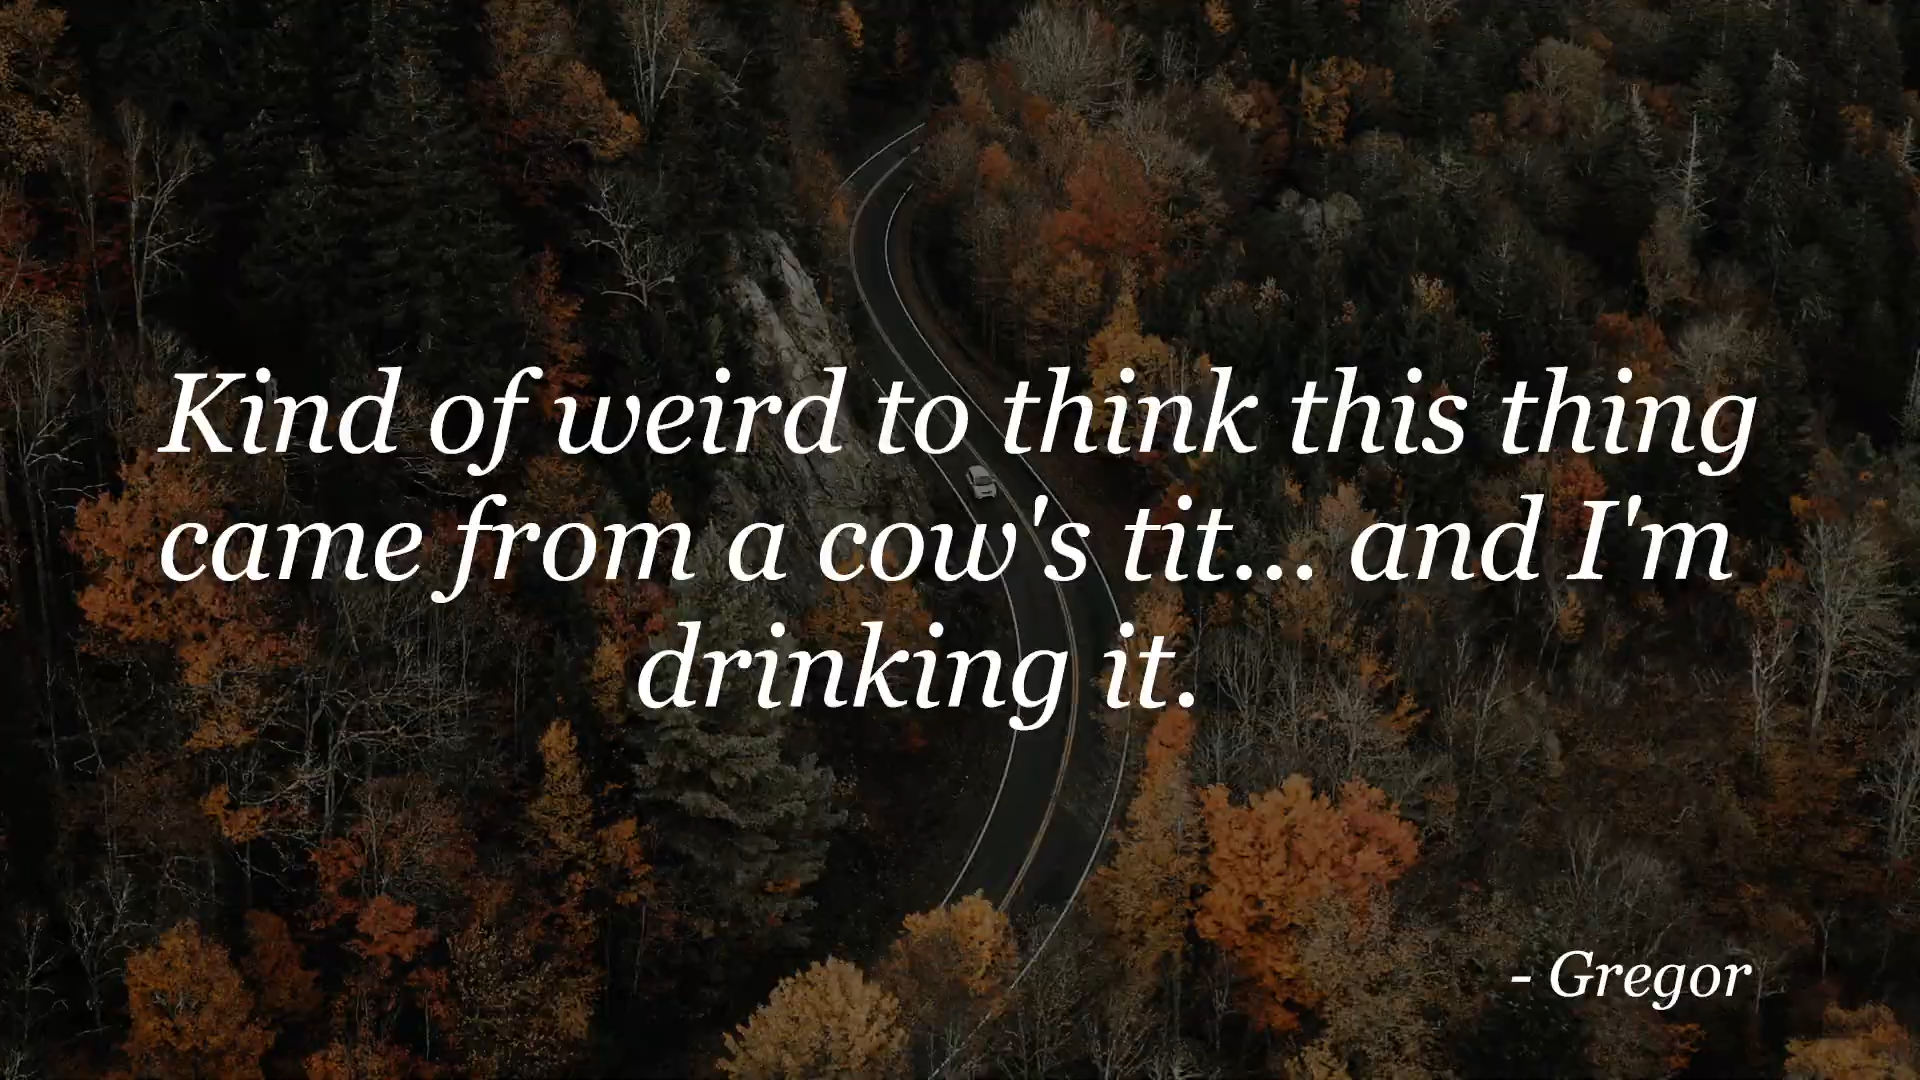 Kind of weird to think this thing
came from a cow's tit... and I'm
drinking it.
- Gregor